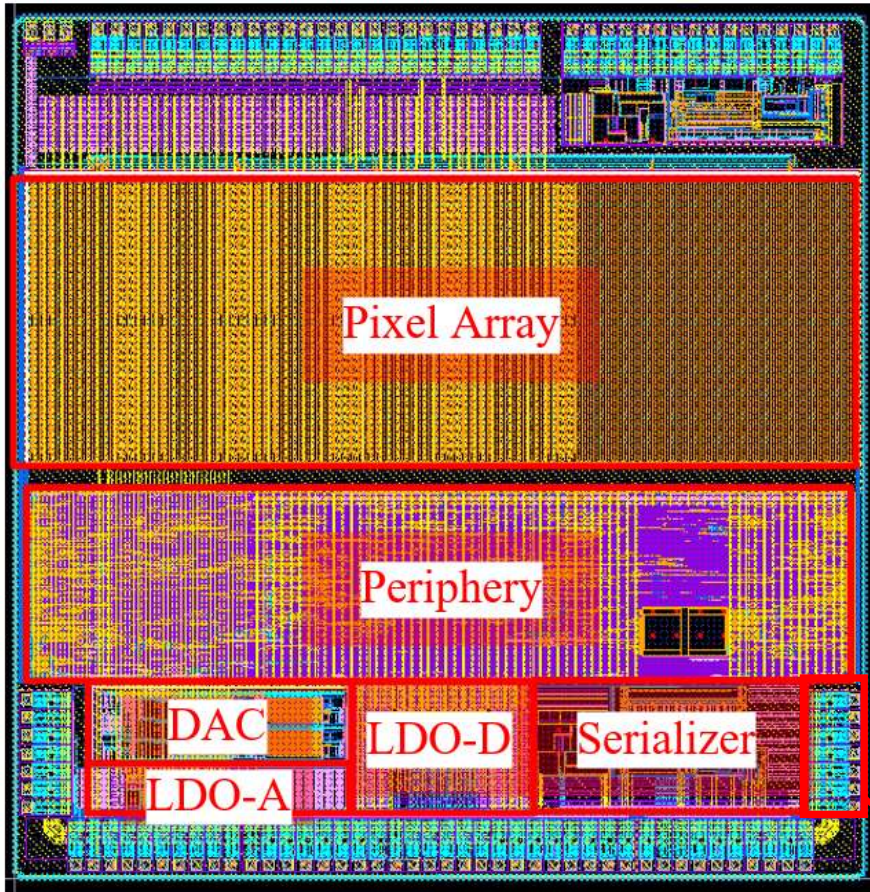 Pixel Array
Periphery
DAC
LDO-D
Serializer
LDO-A